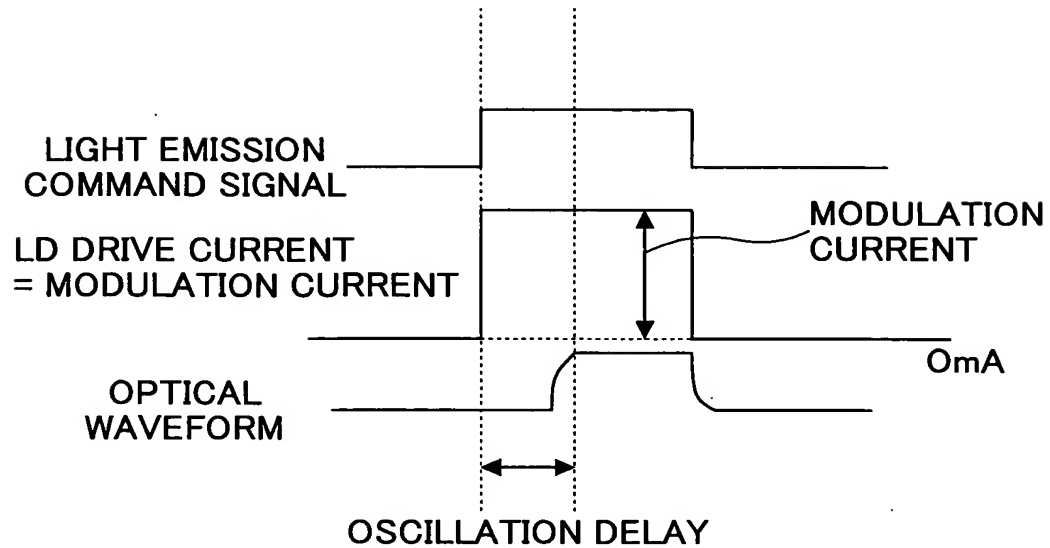 LIGHT EMISSION
COMMAND SIGNAL
LD DRIVE CURRENT
= MODULATION CURRENT
MODULATION
CURRENT
OmA
OPTICAL
WAVEFORM
OSCILLATION DELAY